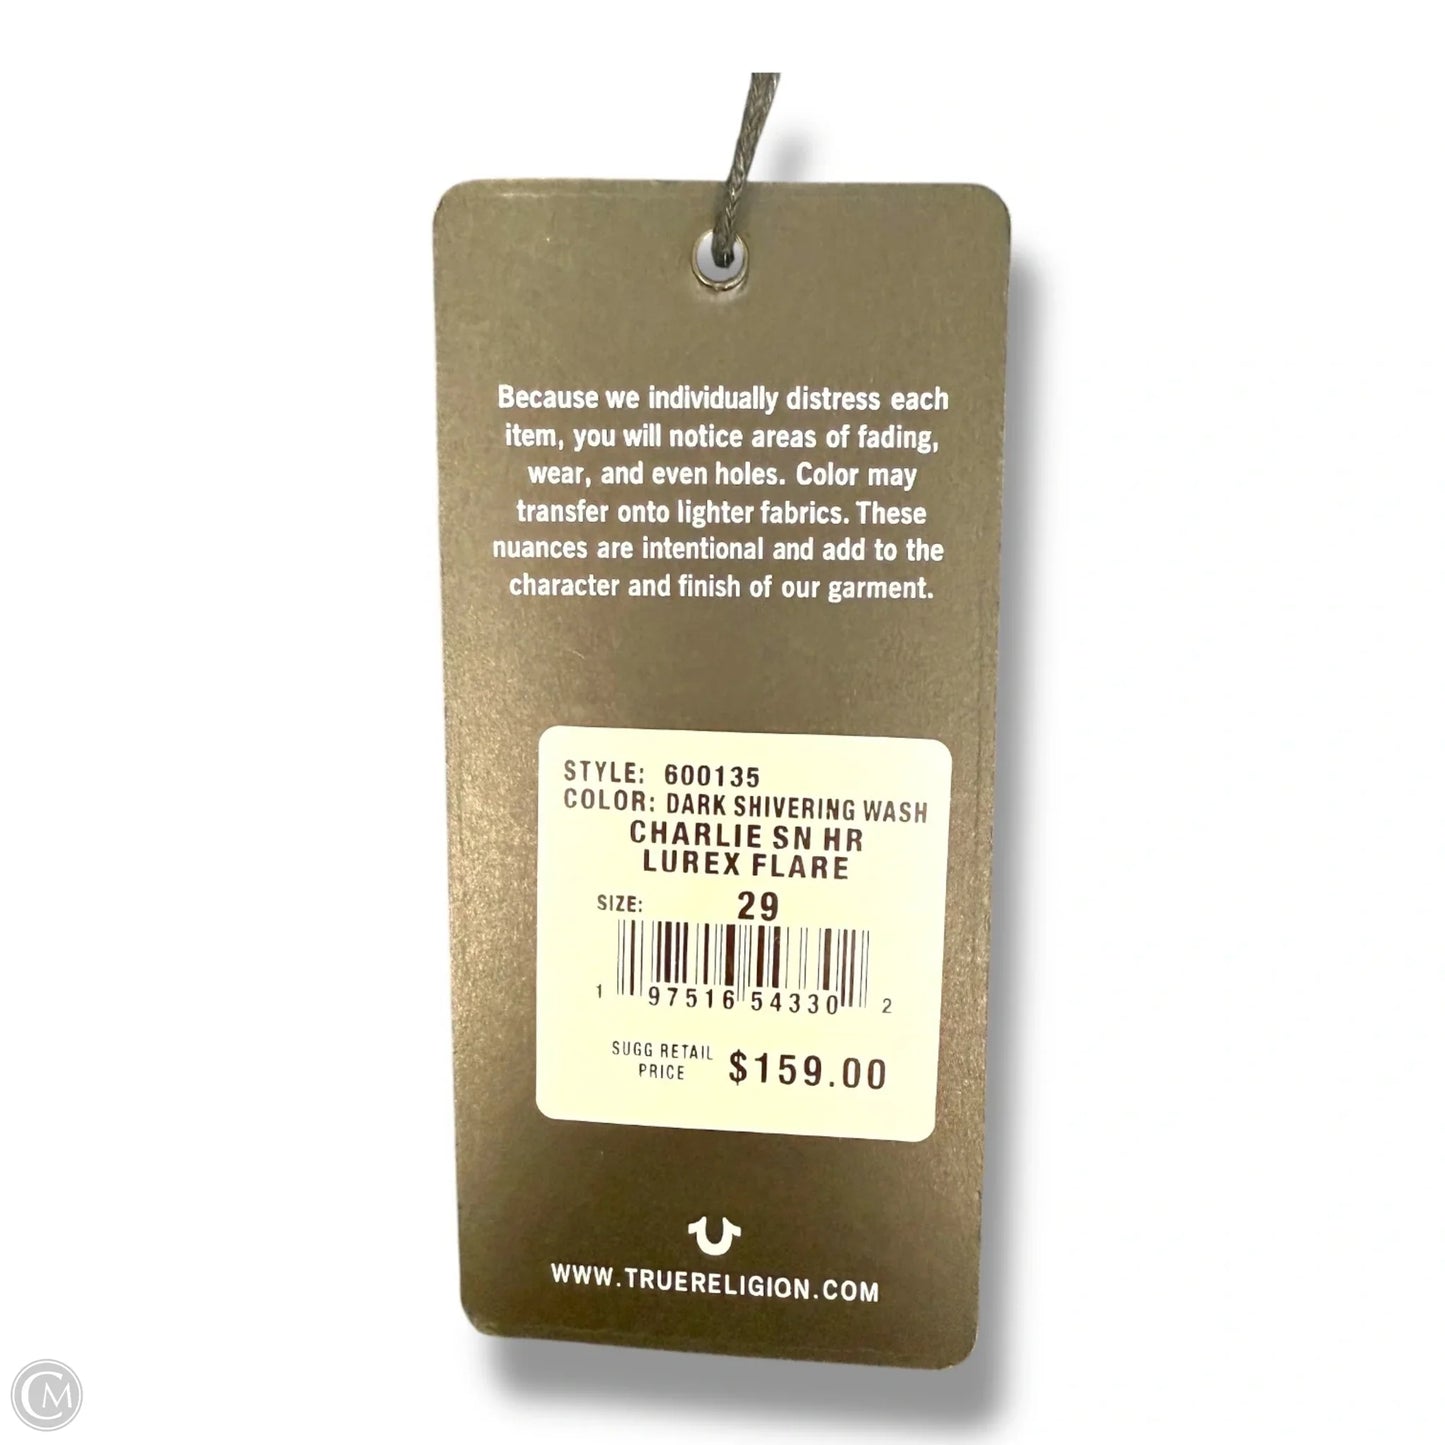 Because we individually distress each
item, you will notice areas of fading,
wear, and even holes. Color may
transfer onto lighter fabrics. These
nuances are intentional and add to the
character and finish of our garment.
STYLE: 600135
COLOR: DARK SHIVERING WASH
CHARLIE SN HR
LUREX FLARE
SIZE: 29
1 97516 54330 2
SUGG RETAIL
PRICE $159.00
WWW.TRUERELIGION.COM
CM